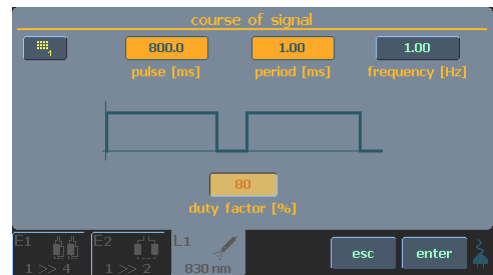 course of signal
1 800.0 1.00 1.00
pulse [ms] period [ms] frequency [Hz]
80
duty factor [%]
E1 E2 L1
esc enter
1 >> 4 1 >> 2 830 nm